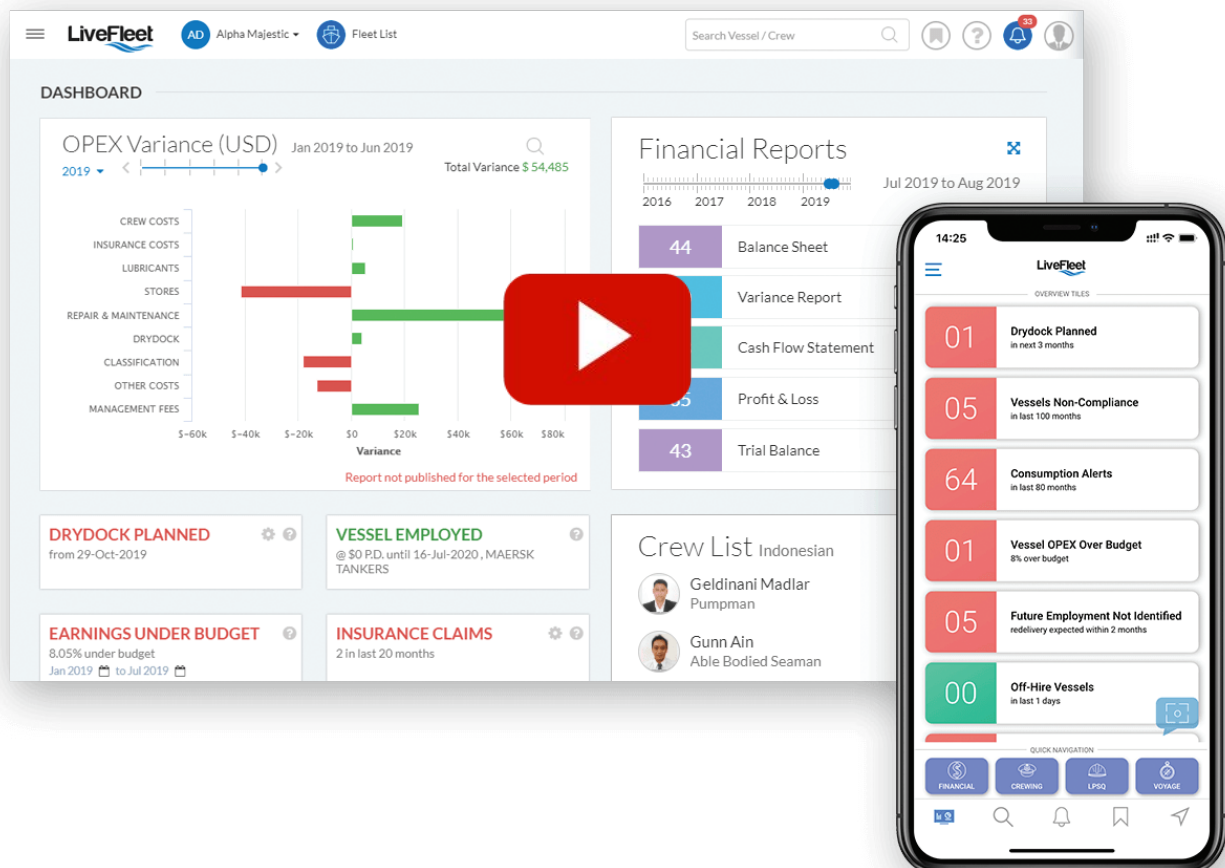 LiveFleet
AD Alpha Majestic
Fleet List
Search Vessel / Crew
33
DASHBOARD
OPEX Variance (USD) Jan 2019 to Jun 2019
2019
Total Variance $ 54,485
CREW COSTS
INSURANCE COSTS
LUBRICANTS
STORES
REPAIR & MAINTENANCE
DRYDOCK
CLASSIFICATION
OTHER COSTS
MANAGEMENT FEES
$-60k $-40k $-20k $0 $20k $40k $60k $80k
Variance
Report not published for the selected period
Financial Reports
Jul 2019 to Aug 2019
2016 2017 2018 2019
44 Balance Sheet
Variance Report
Cash Flow Statement
Profit & Loss
43 Trial Balance
DRYDOCK PLANNED
from 29-Oct-2019
VESSEL EMPLOYED
@ $0 P.D. until 16-Jul-2020 , MAERSK
TANKERS
EARNINGS UNDER BUDGET
8.05% under budget
Jan 2019 to Jul 2019
INSURANCE CLAIMS
2 in last 20 months
Crew List Indonesian
Geldinani Madlar
Pumpman
Gunn Ain
Able Bodied Seaman
14:25
LiveFleet
OVERVIEW TILES
01 Drydock Planned
in next 3 months
05 Vessels Non-Compliance
in last 100 months
64 Consumption Alerts
in last 80 months
01 Vessel OPEX Over Budget
8% over budget
05 Future Employment Not Identified
redelivery expected within 2 months
00 Off-Hire Vessels
in last 1 days
QUICK NAVIGATION
FINANCIAL CREWING LPSQ VOYAGE